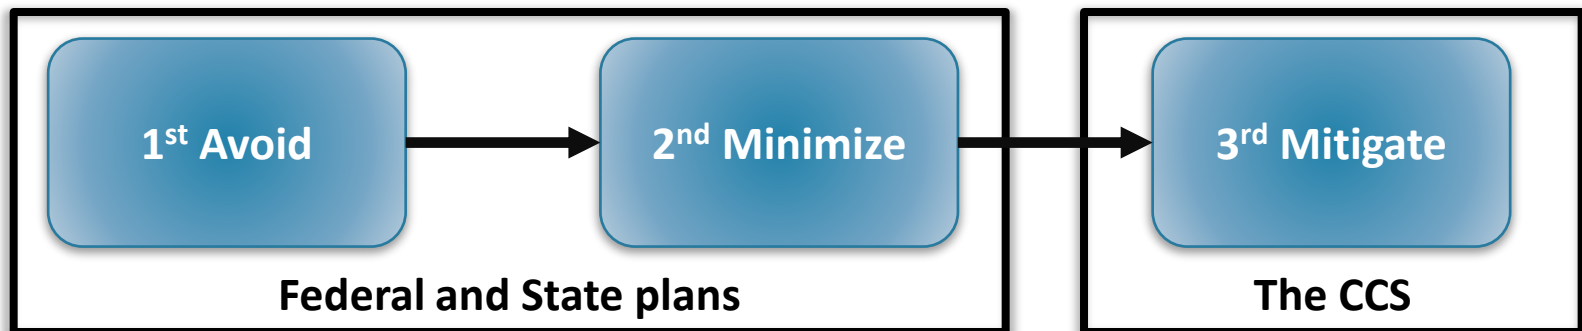 1st Avoid
2nd Minimize
3rd Mitigate
Federal and State plans
The CCS